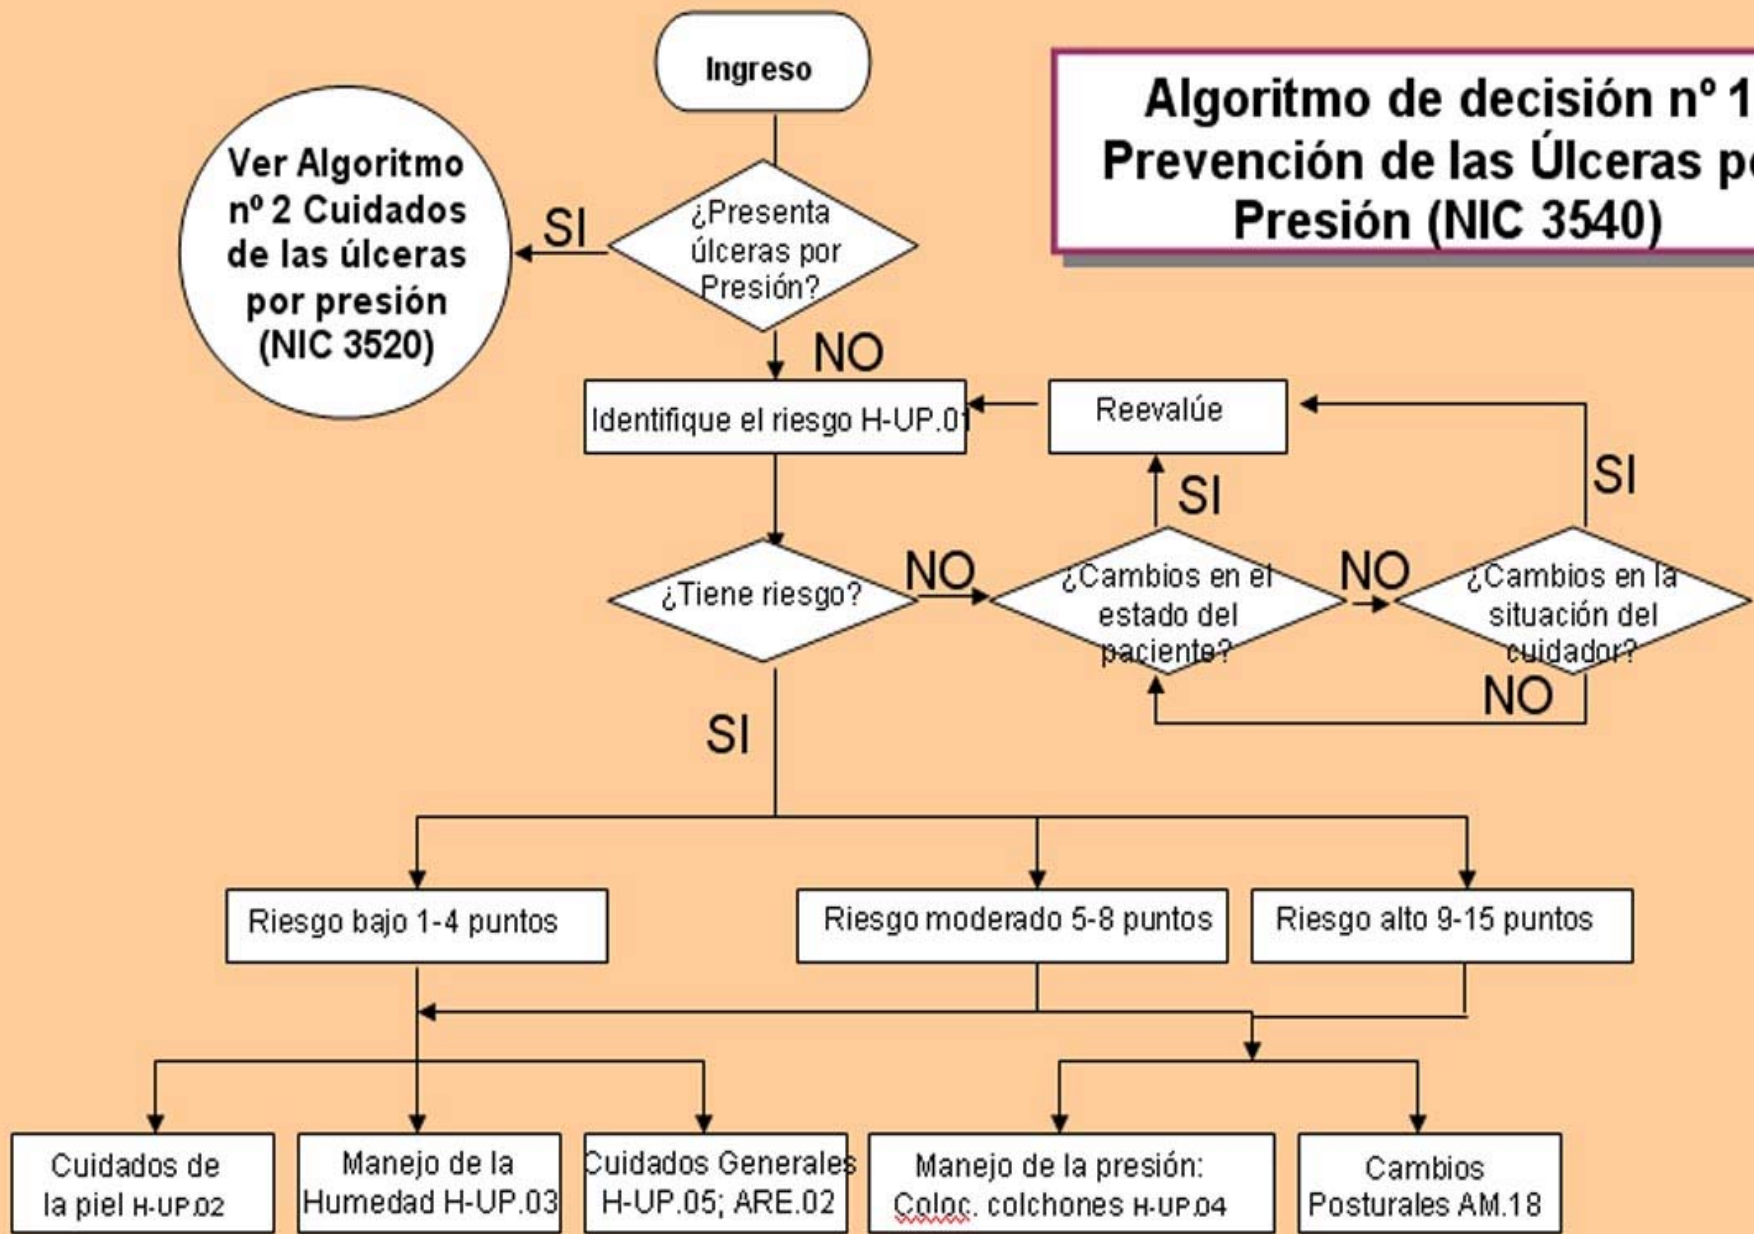 Ingreso
Algoritmo de decisión nº 1
Prevención de las Úlceras po
Presión (NIC 3540)
Ver Algoritmo
nº 2 Cuidados
de las úlceras
por presión
(NIC 3520)
SI
¿Presenta
úlceras por
Presión?
NO
Identifique el riesgo H-UP.01
Reevalúe
SI
SI
¿Tiene riesgo?
NO
¿Cambios en el
estado del
paciente?
NO
¿Cambios en la
situación del
cuidador?
NO
SI
Riesgo bajo 1-4 puntos
Riesgo moderado 5-8 puntos
Riesgo alto 9-15 puntos
Cuidados de
la piel H-UP.02
Manejo de la
Humedad H-UP.03
Cuidados Generales
H-UP.05; ARE.02
Manejo de la presión:
Coloc. colchones H-UP.04
Cambios
Posturales AM.18